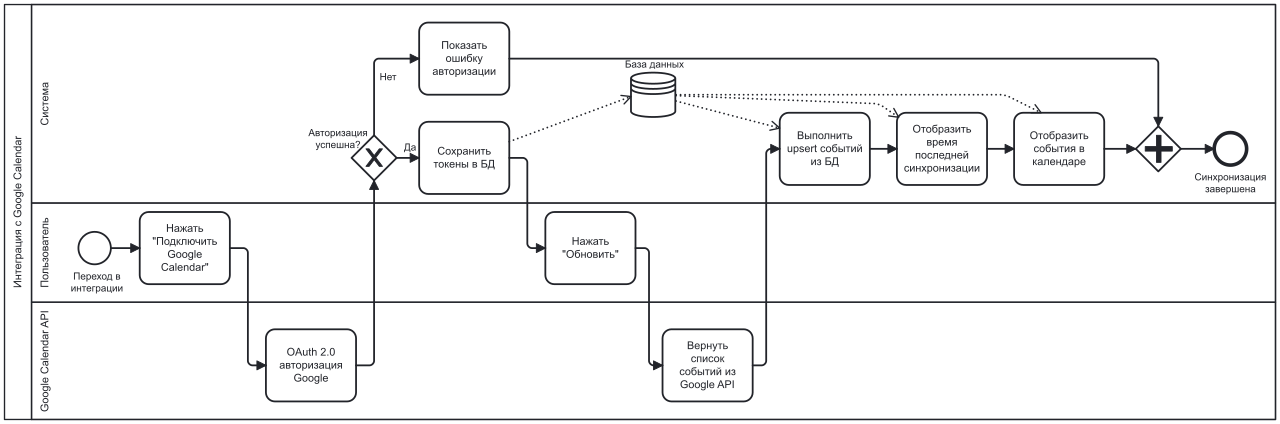 Интеграция с Google Calendar
Система
Показать
ошибку
авторизации
Нет
База данных
Авторизация
успешна?
Да
Сохранить
токены в БД
Выполнить
upsert событий
из БД
Отобразить
время
последней
синхронизации
Отобразить
события в
календаре
Синхронизация
завершена
Пользователь
Переход в
интеграции
Нажать
"Подключить
Google
Calendar"
Нажать
"Обновить"
Google Calendar API
OAuth 2.0
авторизация
Google
Вернуть
список
событий из
Google API